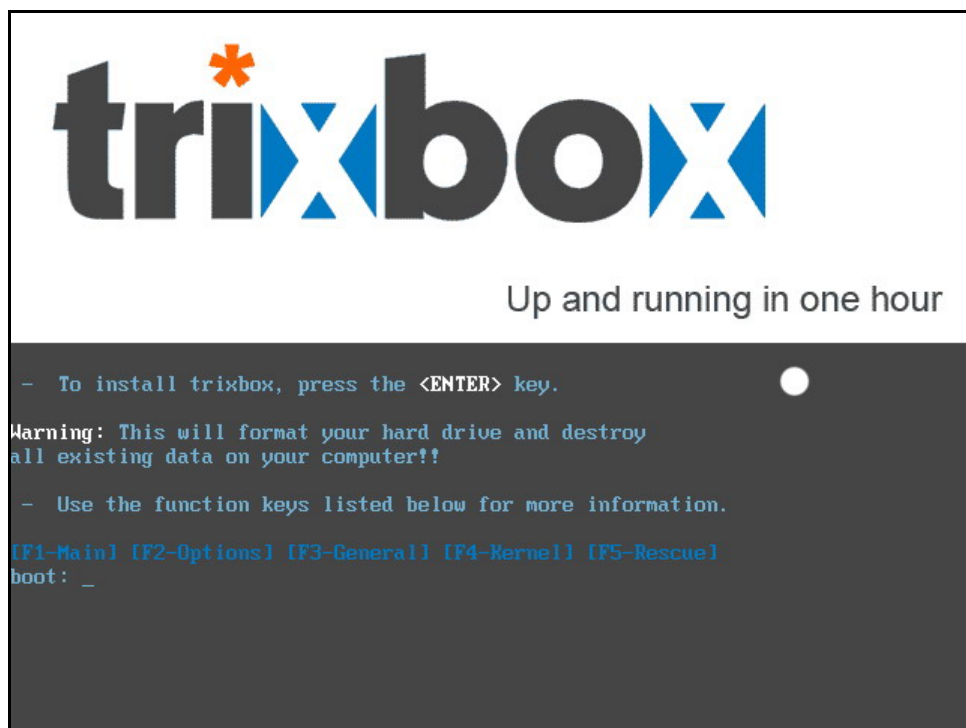 trixbox
Up and running in one hour
- To install trixbox, press the <ENTER> key.
Warning: This will format your hard drive and destroy
all existing data on your computer!!
- Use the function keys listed below for more information.
[F1-Main] [F2-Options] [F3-General] [F4-Kernel] [F5-Rescue]
boot: _